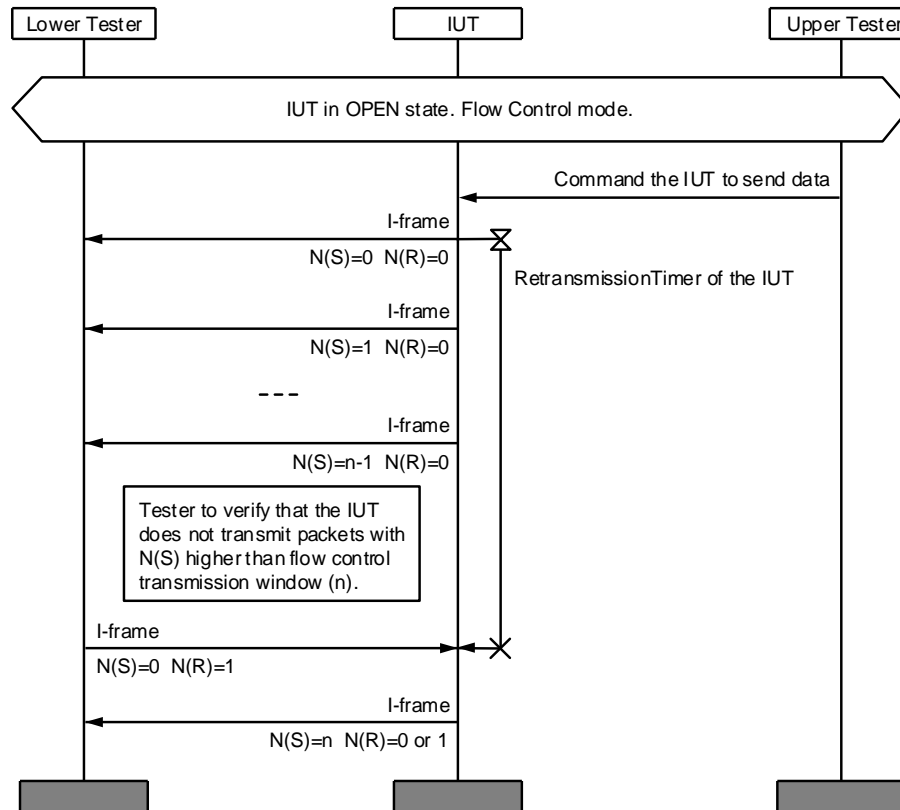 Lower Tester
IUT
Upper Tester
IUT in OPEN state. Flow Control mode.
Command the IUT to send data
I-frame
N(S)=0 N(R)=0
RetransmissionTimer of the IUT
I-frame
N(S)=1 N(R)=0
---
I-frame
N(S)=n-1 N(R)=0
Tester to verify that the IUT
does not transmit packets with
N(S) higher than flow control
transmission window (n).
I-frame
N(S)=0 N(R)=1
I-frame
N(S)=n N(R)=0 or 1